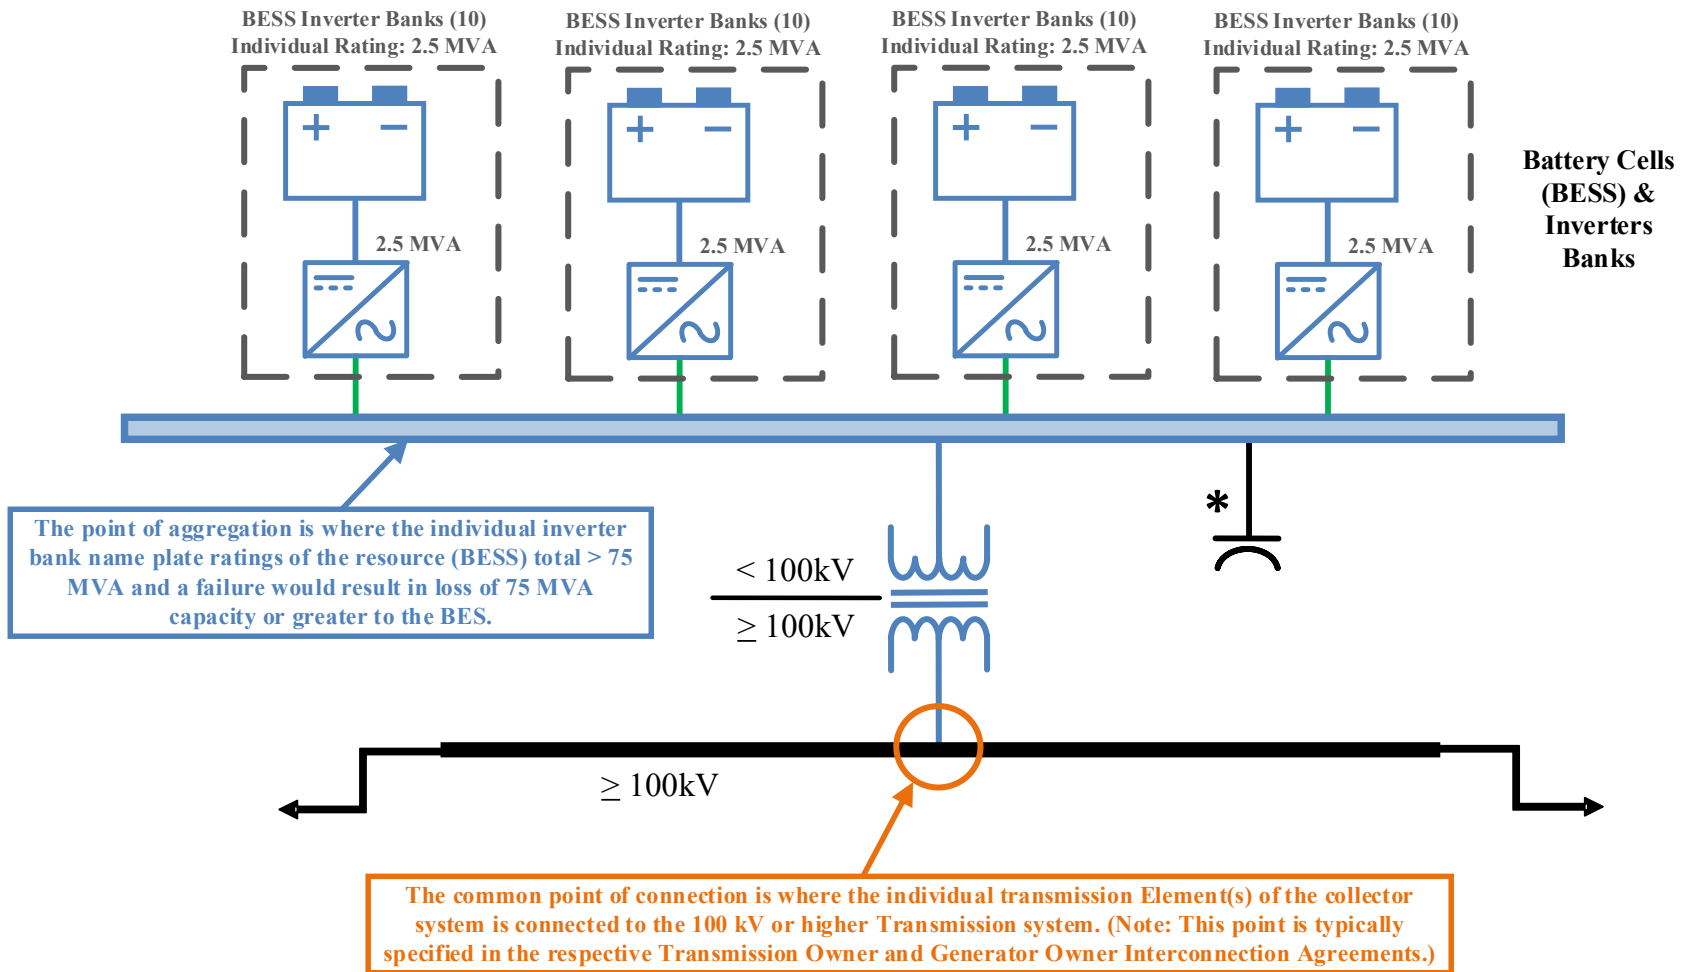 BESS Inverter Banks (10)
Individual Rating: 2.5 MVA
BESS Inverter Banks (10)
Individual Rating: 2.5 MVA
BESS Inverter Banks (10)
Individual Rating: 2.5 MVA
BESS Inverter Banks (10)
Individual Rating: 2.5 MVA
+ −
+ −
+ −
+ −
Battery Cells
(BESS) &
Inverters
Banks
2.5 MVA
2.5 MVA
2.5 MVA
2.5 MVA
*
The point of aggregation is where the individual inverter
bank name plate ratings of the resource (BESS) total > 75
MVA and a failure would result in loss of 75 MVA
capacity or greater to the BES.
< 100kV
≥ 100kV
≥ 100kV
The common point of connection is where the individual transmission Element(s) of the collector
system is connected to the 100 kV or higher Transmission system. (Note: This point is typically
specified in the respective Transmission Owner and Generator Owner Interconnection Agreements.)